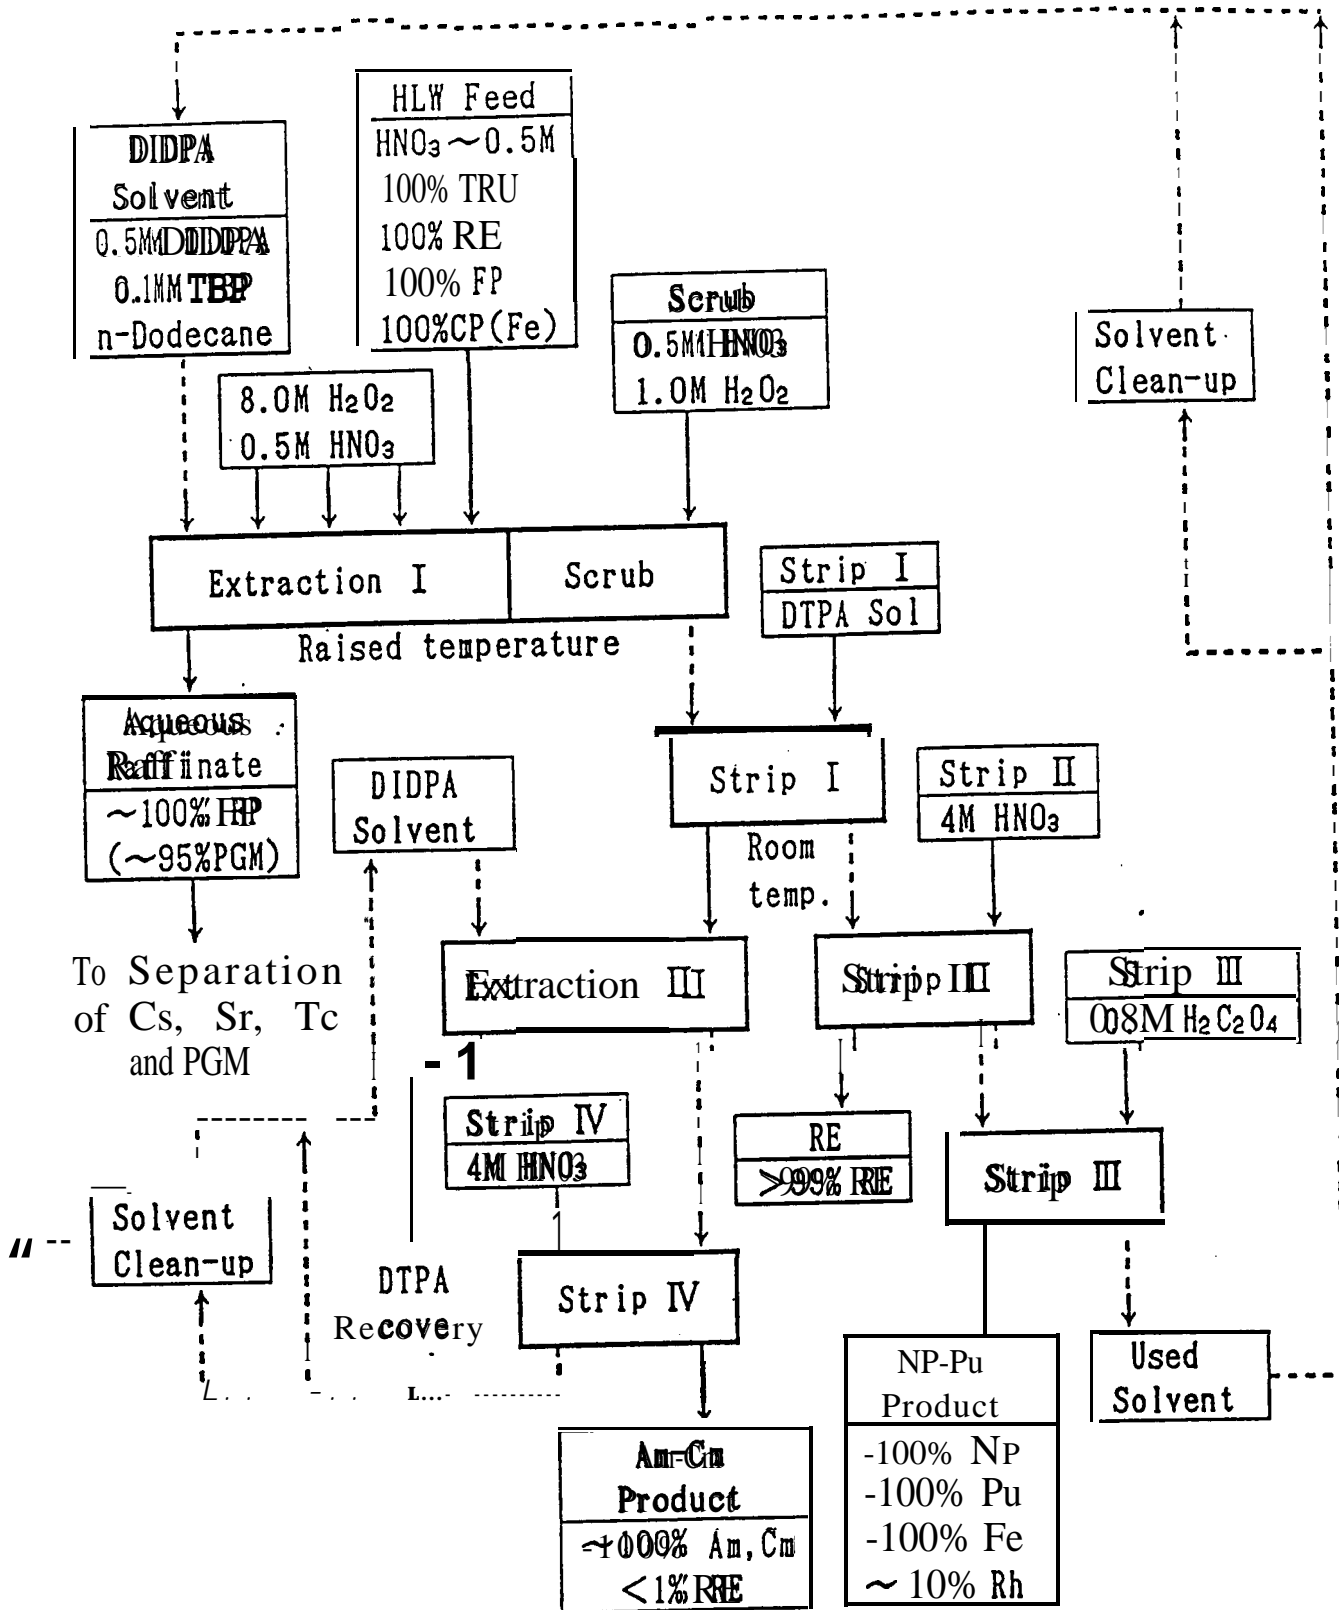 HLW Feed
HNO₃~0.5M
100% TRU
100% RE
100% FP
100%CP(Fe)
DIDPA
Solvent
0.5M DIDPA
0.1M TBP
n-Dodecane
Scrub
0.5M HNO₃
1.0M H₂O₂
Solvent
Clean-up
8.0M H₂O₂
0.5M HNO₃
Extraction I
Scrub
Raised temperature
Strip I
DTPA Sol
Aqueous
Raffinate
~100% FP
(~95%PGM)
To Separation
of Cs, Sr, Tc
and PGM
DIDPA
Solvent
Strip I
Room
temp.
Strip II
4M HNO₃
Extraction II
Strip II
Strip III
0.8M H₂C₂O₄
-1
Strip IV
4M HNO₃
RE
>99% RE
Strip III
Solvent
Clean-up
DTPA
Recovery
Strip IV
NP-Pu
Product
-100% NP
-100% Pu
-100% Fe
~ 10% Rh
Used
Solvent
Am-Cm
Product
~100% Am,Cm
<1% RE